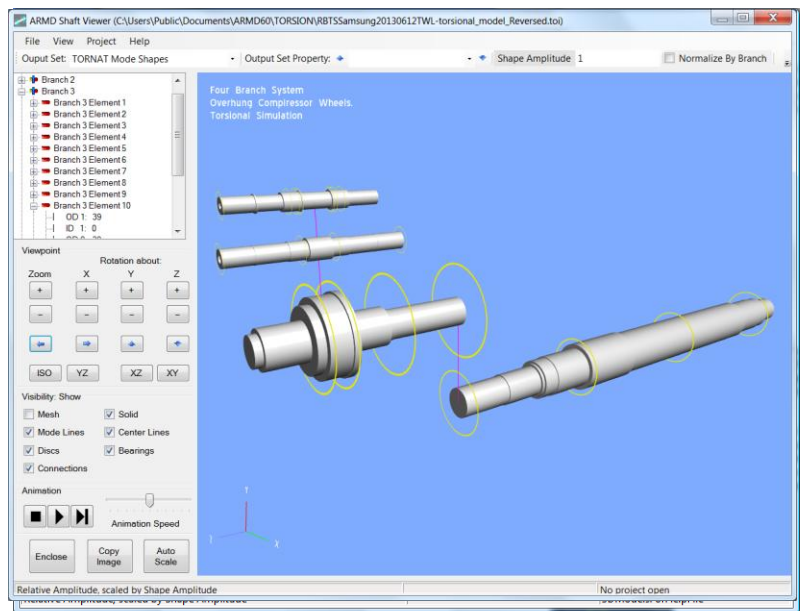 ARMD Shaft Viewer (C:\Users\Public\Documents\ARMD60\TORSION\RBTSSamsung20130612TWL-torsional_model_Reversed.toi)
File View Project Help
Ouput Set: TORNAT Mode Shapes Output Set Property: Shape Amplitude 1 Normalize By Branch
Branch 2
Branch 3
Branch 3 Element 1
Branch 3 Element 2
Branch 3 Element 3
Branch 3 Element 4
Branch 3 Element 5
Branch 3 Element 6
Branch 3 Element 7
Branch 3 Element 8
Branch 3 Element 9
Branch 3 Element 10
OD 1: 39
ID 1: 0
Four Branch System
Overhung Compirssor Wheels.
Torsional Simulation
Viewpoint
Rotation about:
Zoom X Y Z
+ + + +
- - - -
ISO YZ XZ XY
Visibility: Show
Mesh Solid
Mode Lines Center Lines
Discs Bearings
Connections
Animation
Animation Speed
Enclose Copy Image Auto Scale
Relative Amplitude, scaled by Shape Amplitude No project open